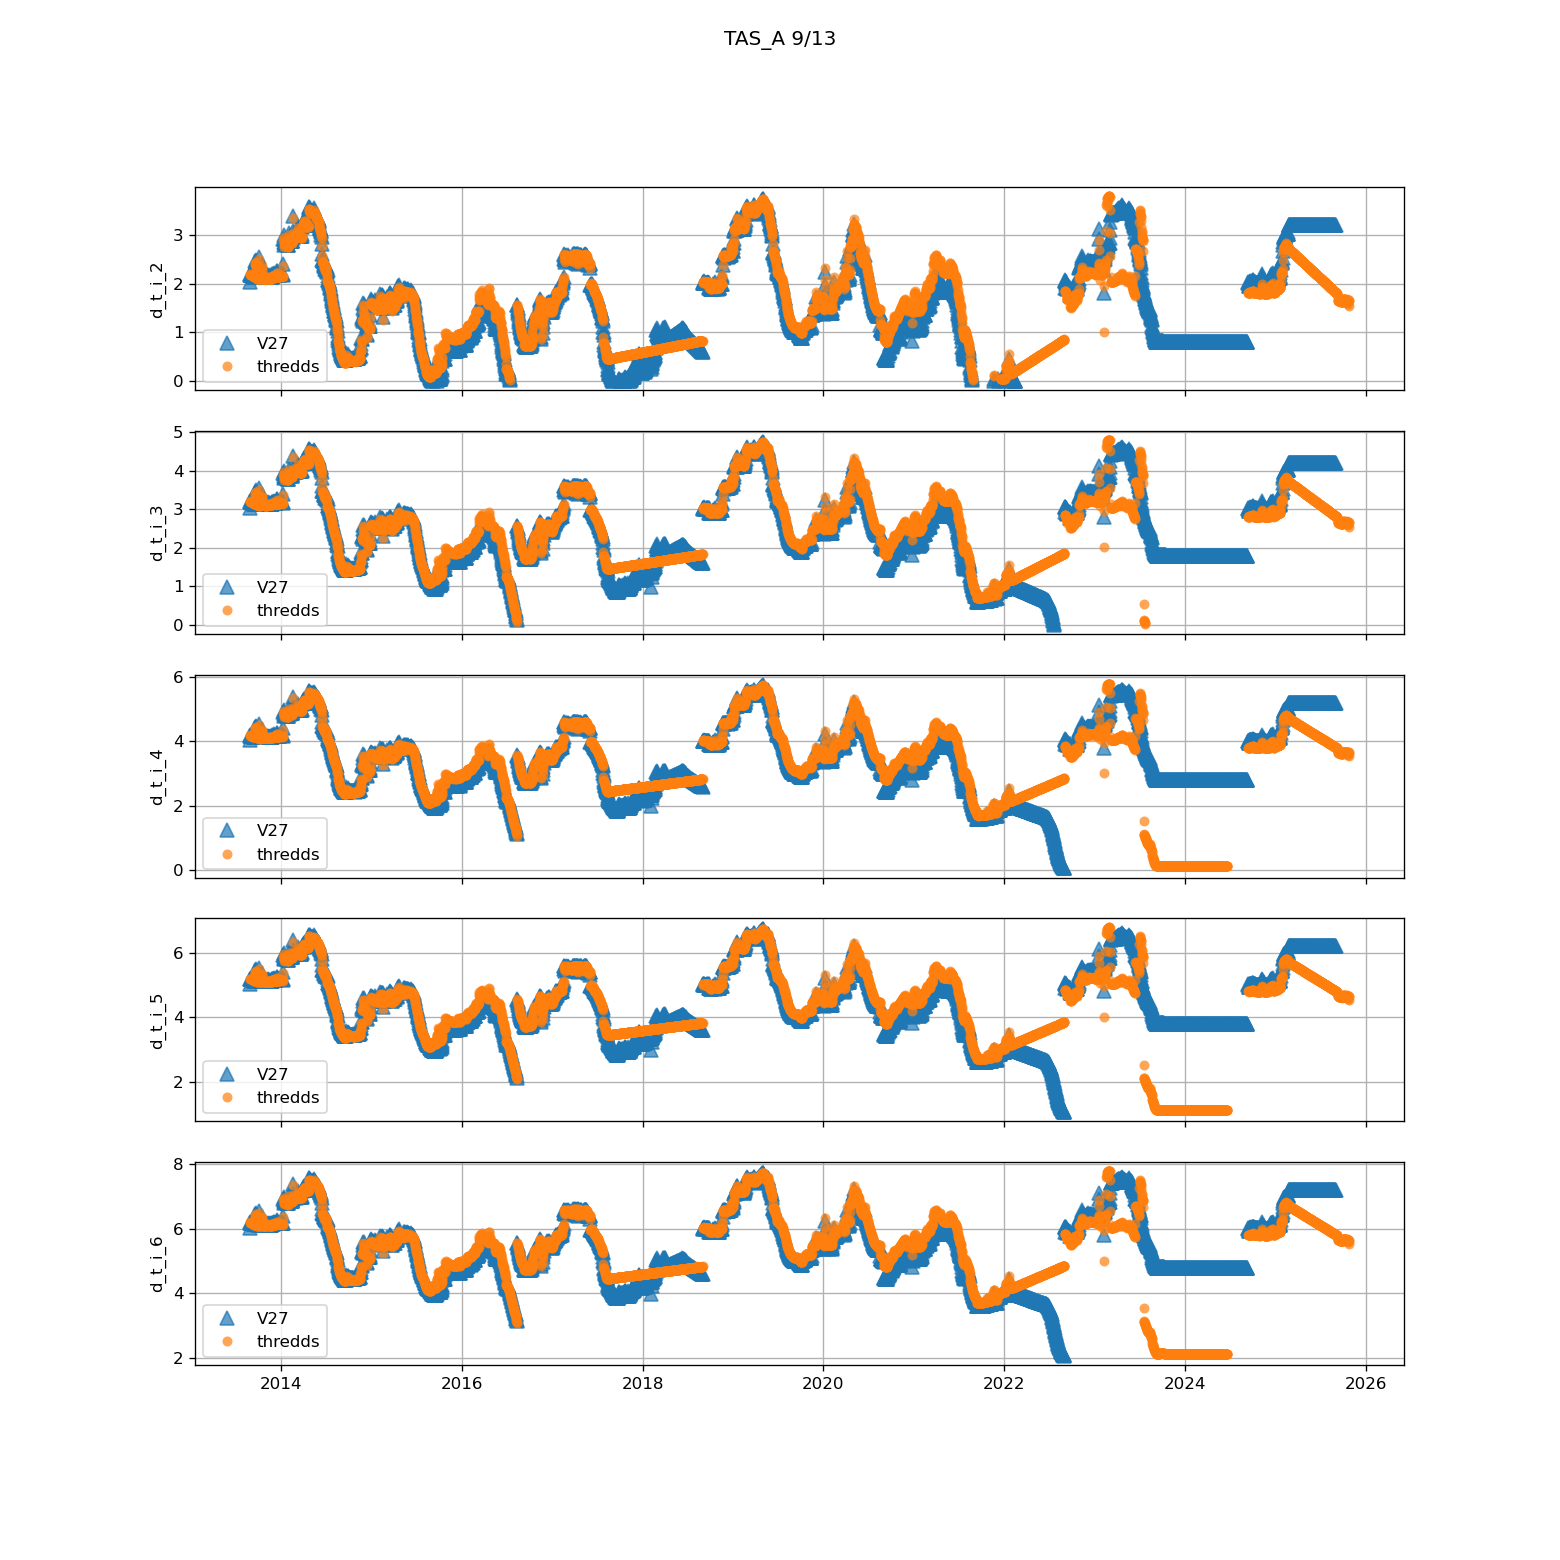 TAS_A 9/13
3
2
1
0
d_t_i_2
V27
thredds
5
4
3
2
1
0
d_t_i_3
V27
thredds
6
4
2
0
d_t_i_4
V27
thredds
6
4
2
d_t_i_5
V27
thredds
8
6
4
2
d_t_i_6
V27
thredds
2014 2016 2018 2020 2022 2024 2026